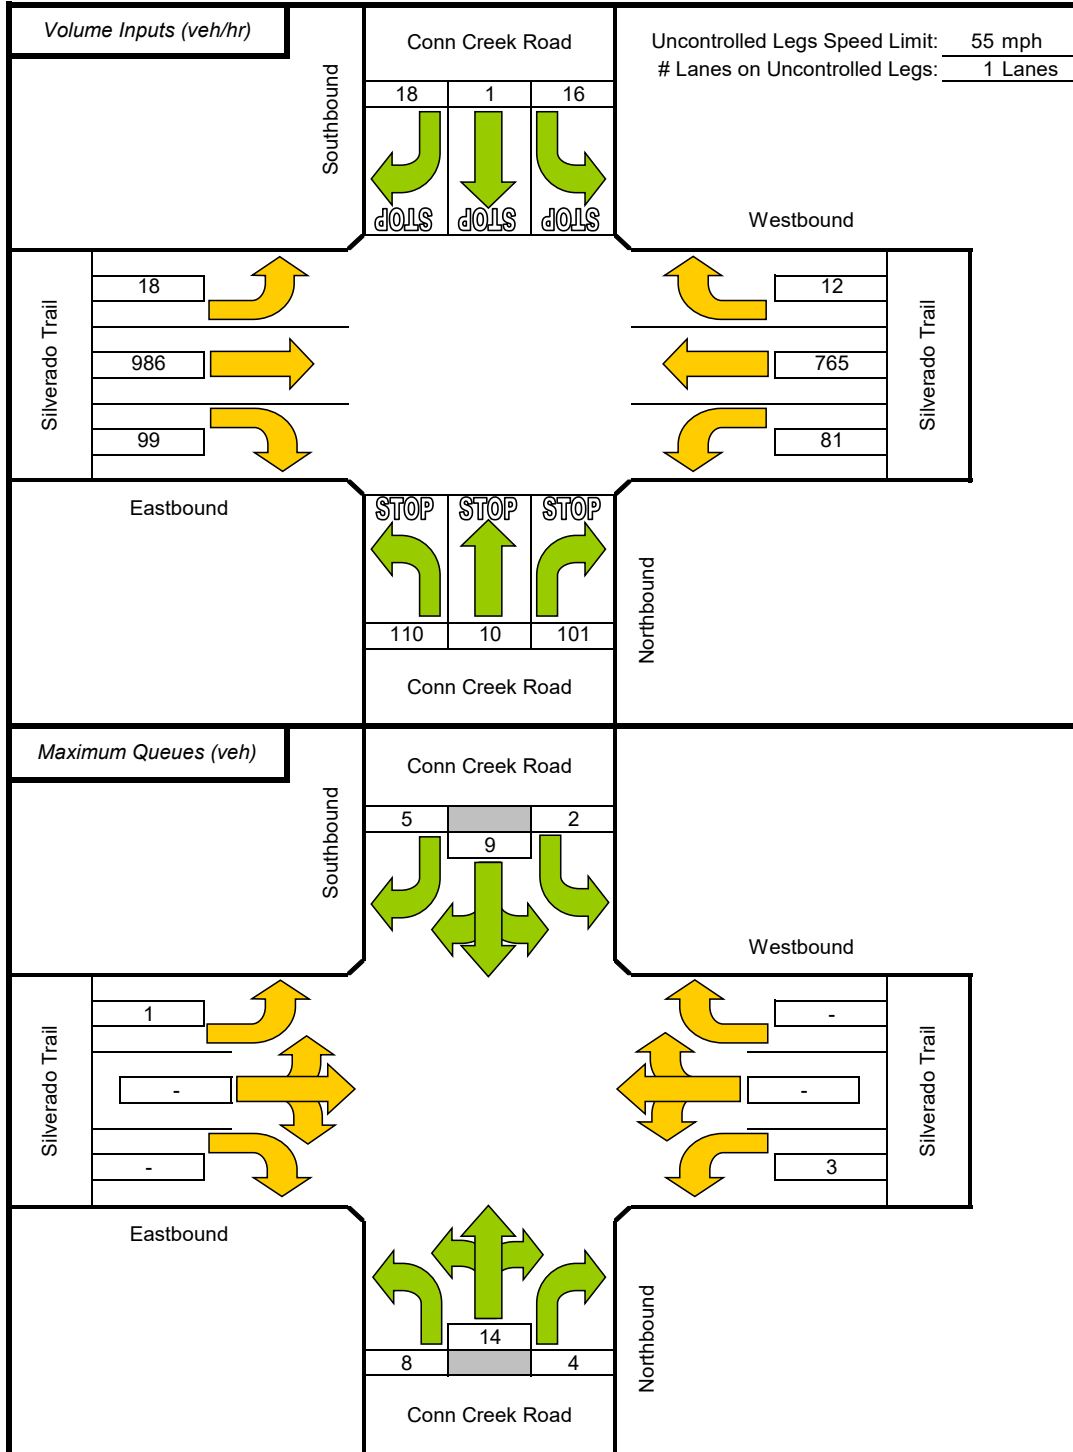 Volume Inputs (veh/hr)
Conn Creek Road
Uncontrolled Legs Speed Limit: 55 mph
# Lanes on Uncontrolled Legs: 1 Lanes
Southbound
18 1 16
STOP STOP STOP
Westbound
Silverado Trail
18
12
986
765
99
81
Silverado Trail
Eastbound
STOP STOP STOP
Northbound
110 10 101
Conn Creek Road
Maximum Queues (veh)
Conn Creek Road
Southbound
5 2
9
Westbound
Silverado Trail
1
-
-
-
-
3
Silverado Trail
Eastbound
Northbound
14
8 4
Conn Creek Road